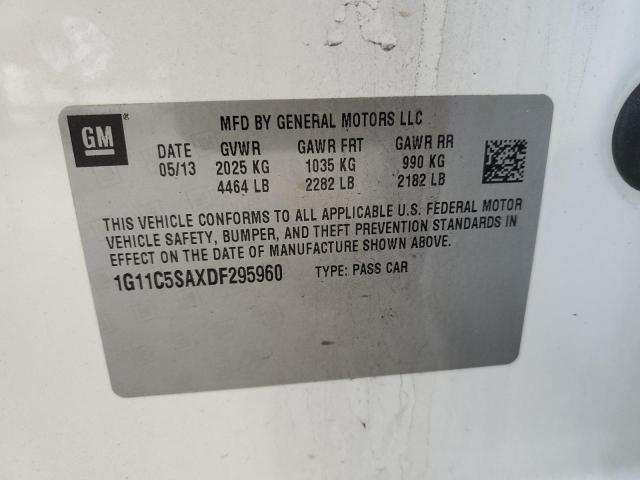 GM®
MFD BY GENERAL MOTORS LLC
DATE GVWR GAWR FRT GAWR RR
05/13 2025 KG 1035 KG 990 KG
4464 LB 2282 LB 2182 LB
THIS VEHICLE CONFORMS TO ALL APPLICABLE U.S. FEDERAL MOTOR
VEHICLE SAFETY, BUMPER, AND THEFT PREVENTION STANDARDS IN
EFFECT ON THE DATE OF MANUFACTURE SHOWN ABOVE.
1G11C5SAXDF295960 TYPE: PASS CAR